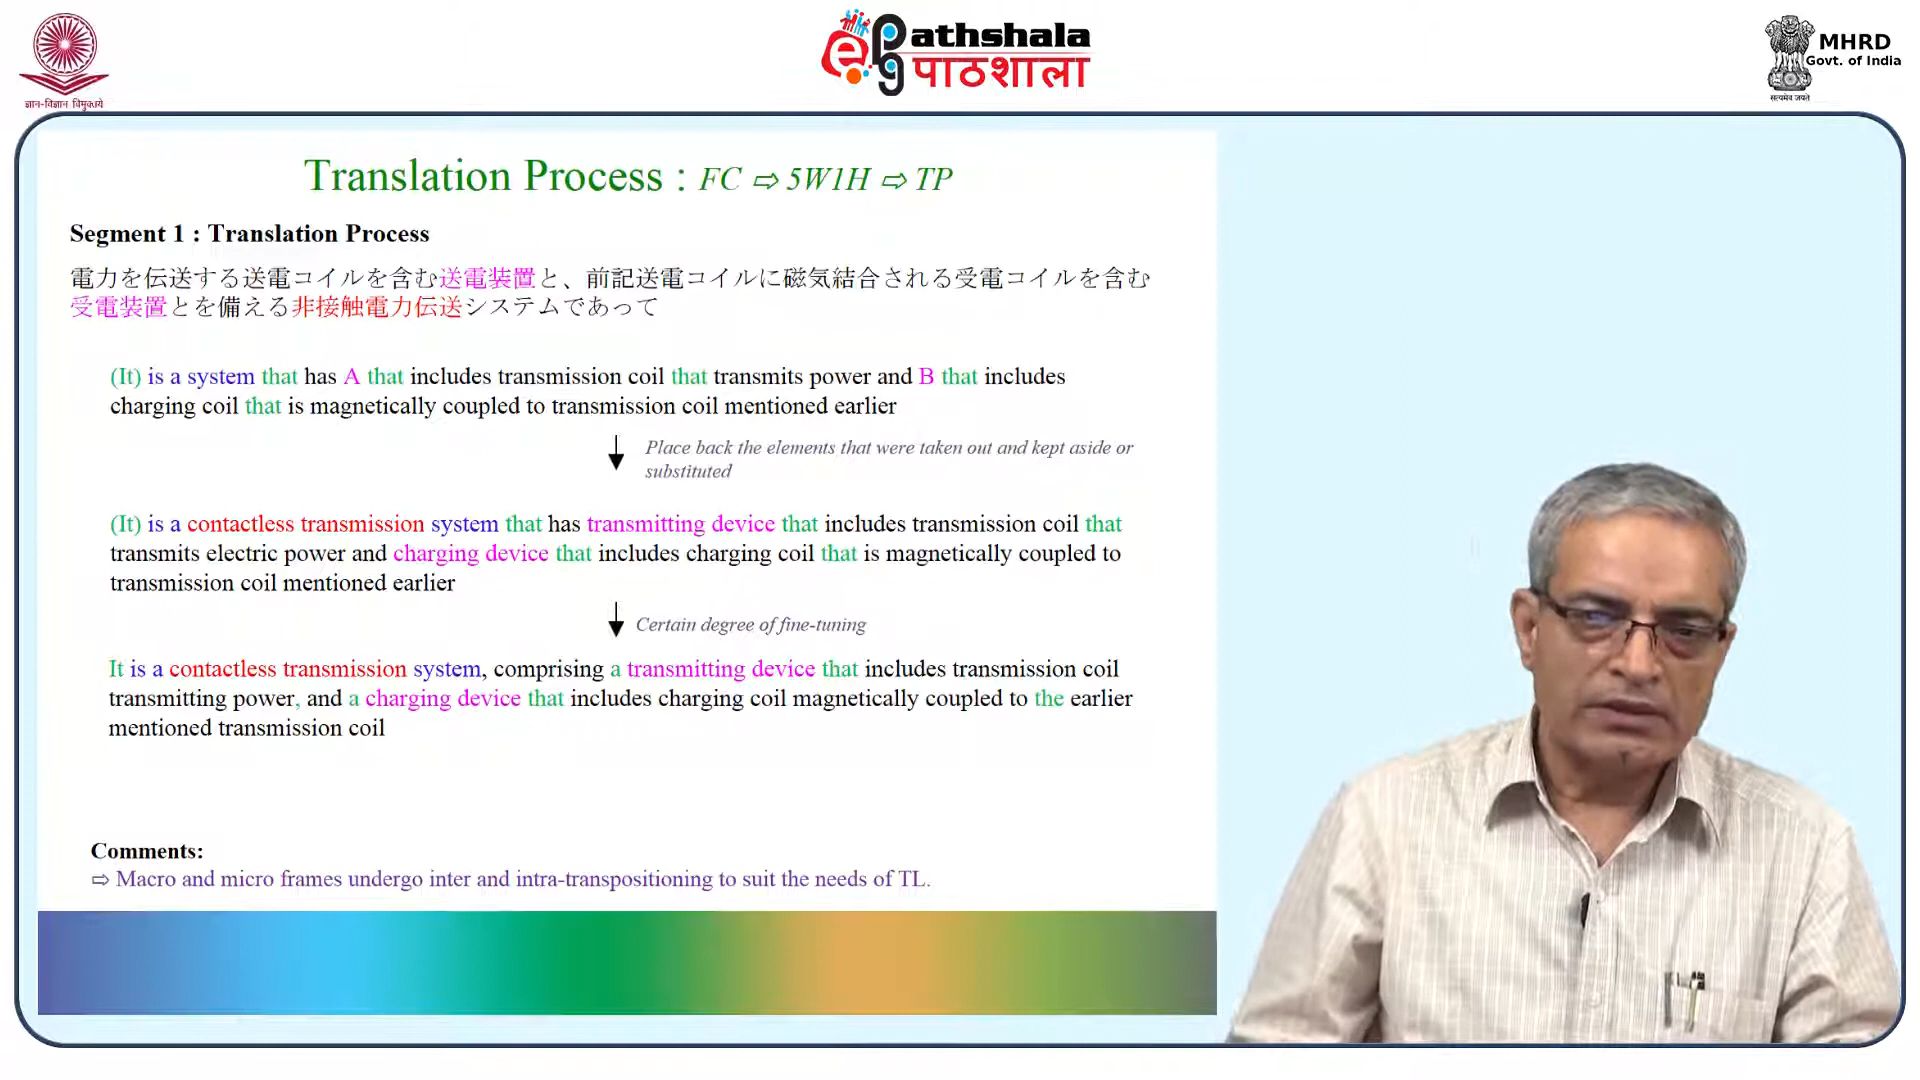 ज्ञान-विज्ञान विमुक्तये
ePathshala
पाठशाला
MHRD
Govt. of India
सत्यमेव जयते
Translation Process : FC ⇨ 5W1H ⇨ TP
Segment 1 : Translation Process
電力を伝送する送電コイルを含む送電装置と、前記送電コイルに磁気結合される受電コイルを含む
受電装置とを備える非接触電力伝送システムであって
(It) is a system that has A that includes transmission coil that transmits power and B that includes
charging coil that is magnetically coupled to transmission coil mentioned earlier
Place back the elements that were taken out and kept aside or
substituted
(It) is a contactless transmission system that has transmitting device that includes transmission coil that
transmits electric power and charging device that includes charging coil that is magnetically coupled to
transmission coil mentioned earlier
Certain degree of fine-tuning
It is a contactless transmission system, comprising a transmitting device that includes transmission coil
transmitting power, and a charging device that includes charging coil magnetically coupled to the earlier
mentioned transmission coil
Comments:
⇨ Macro and micro frames undergo inter and intra-transpositioning to suit the needs of TL.